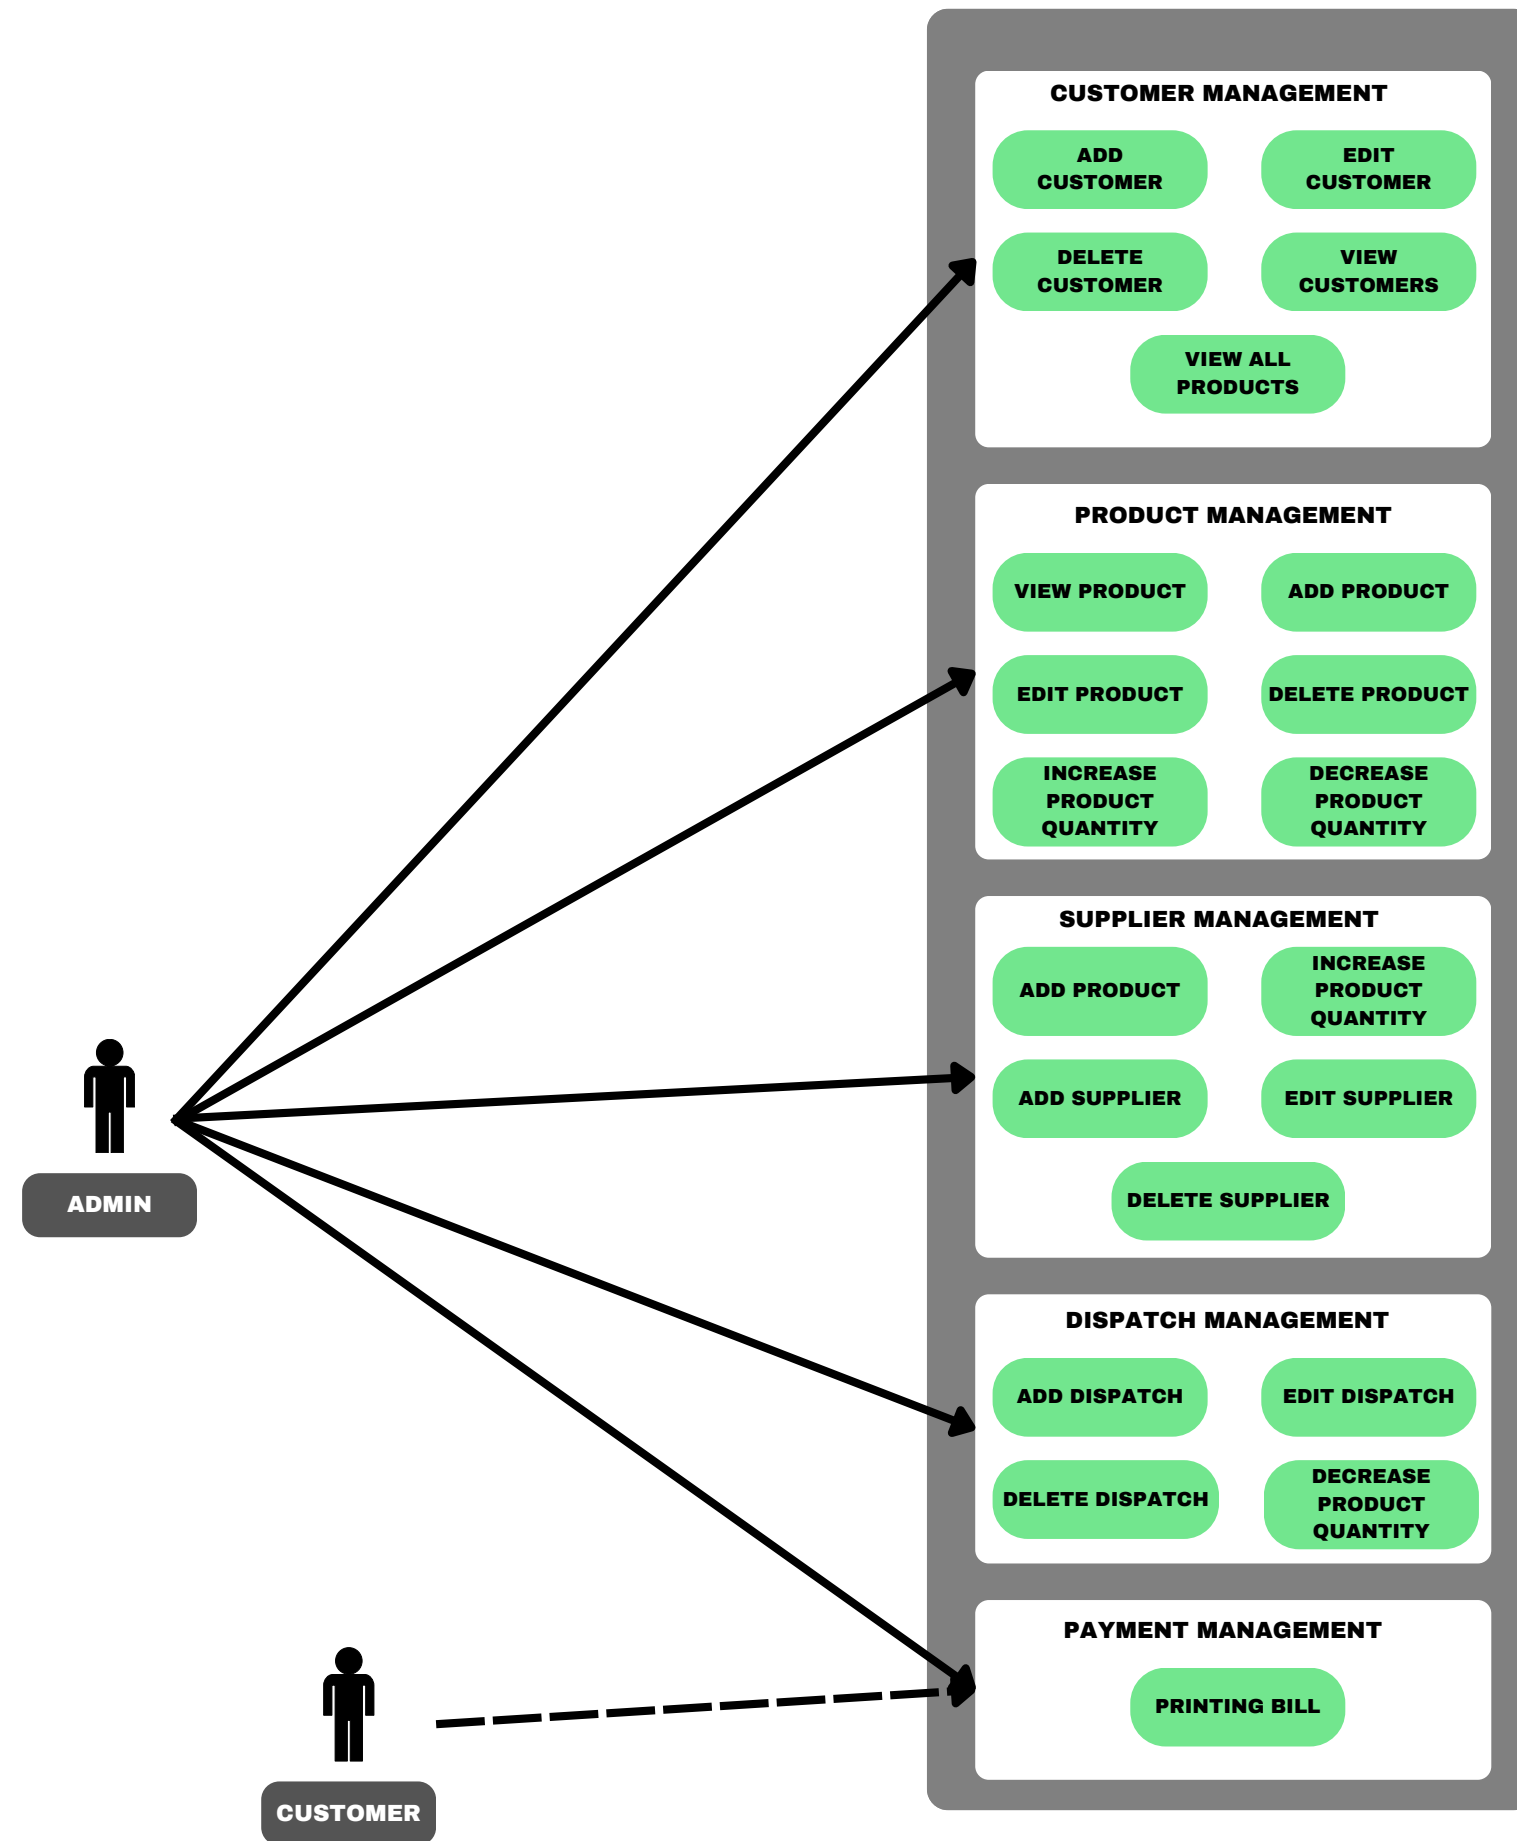 CUSTOMER MANAGEMENT
ADD
CUSTOMER
EDIT
CUSTOMER
DELETE
CUSTOMER
VIEW
CUSTOMERS
VIEW ALL
PRODUCTS
PRODUCT MANAGEMENT
VIEW PRODUCT
ADD PRODUCT
EDIT PRODUCT
DELETE PRODUCT
INCREASE
PRODUCT
QUANTITY
DECREASE
PRODUCT
QUANTITY
SUPPLIER MANAGEMENT
ADD PRODUCT
INCREASE
PRODUCT
QUANTITY
ADD SUPPLIER
EDIT SUPPLIER
DELETE SUPPLIER
ADMIN
DISPATCH MANAGEMENT
ADD DISPATCH
EDIT DISPATCH
DELETE DISPATCH
DECREASE
PRODUCT
QUANTITY
PAYMENT MANAGEMENT
PRINTING BILL
CUSTOMER